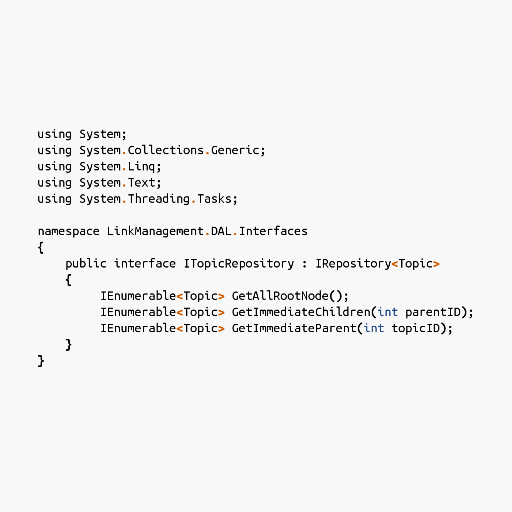 using System;
using System.Collections.Generic;
using System.Linq;
using System.Text;
using System.Threading.Tasks;

namespace LinkManagement.DAL.Interfaces
{
    public interface ITopicRepository : IRepository<Topic>
    {
         IEnumerable<Topic> GetAllRootNode();
         IEnumerable<Topic> GetImmediateChildren(int parentID);
         IEnumerable<Topic> GetImmediateParent(int topicID);
    }
}